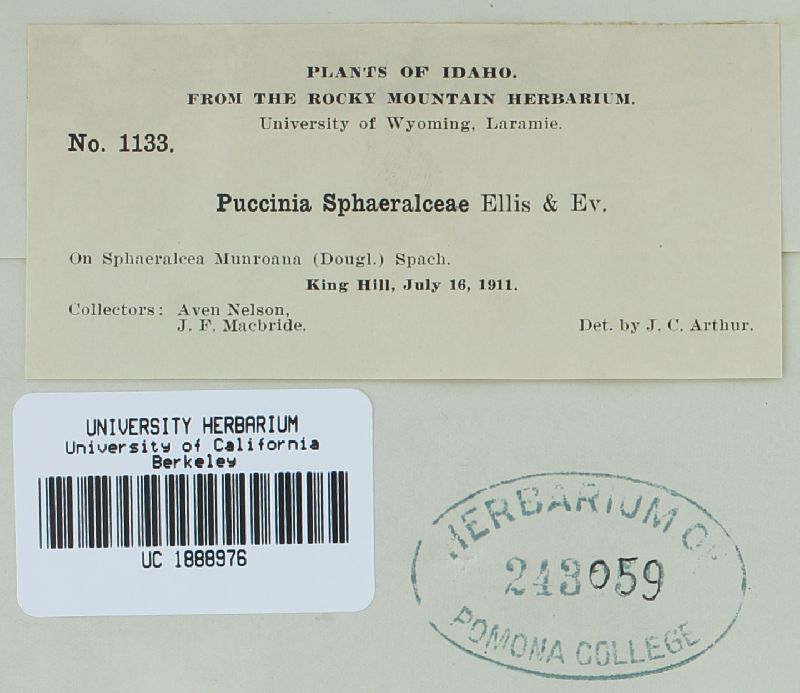 PLANTS OF IDAHO.
FROM THE ROCKY MOUNTAIN HERBARIUM.
University of Wyoming, Laramie.
No. 1133.
Puccinia Sphaeralceae Ellis & Ev.
On Sphaeralcea Munroana (Dougl.) Spach.
King Hill, July 16, 1911.
Collectors: Aven Nelson,
J. F. Macbride.
Det. by J. C. Arthur.
UNIVERSITY HERBARIUM
University of California
Berkeley
UC 1888976
HERBARIUM OF
243059
POMONA COLLEGE